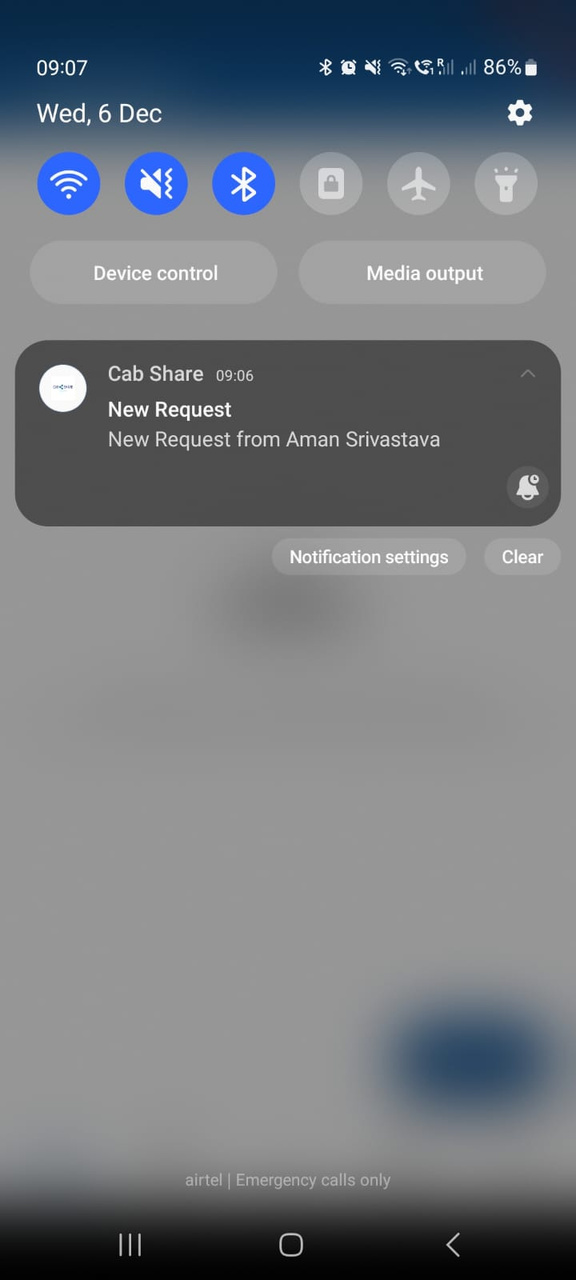 09:07
R
1
86%
Wed, 6 Dec
Device control
Media output
Cab Share 09:06
New Request
New Request from Aman Srivastava
Notification settings
Clear
airtel | Emergency calls only